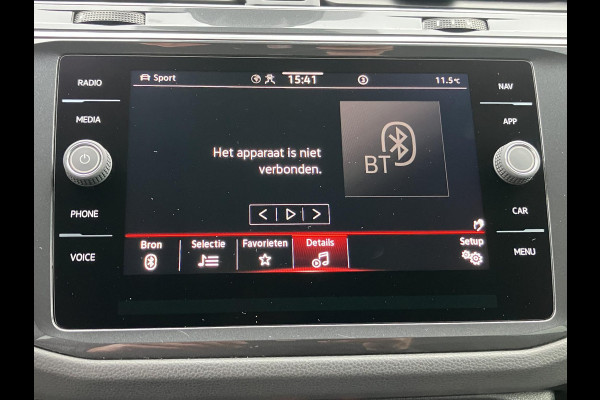 RADIO
MEDIA
PHONE
VOICE
Sport
15:41
3
11.5°C
Het apparaat is niet
verbonden.
BT
Bron
Selectie
Favorieten
Details
Setup
NAV
APP
CAR
MENU